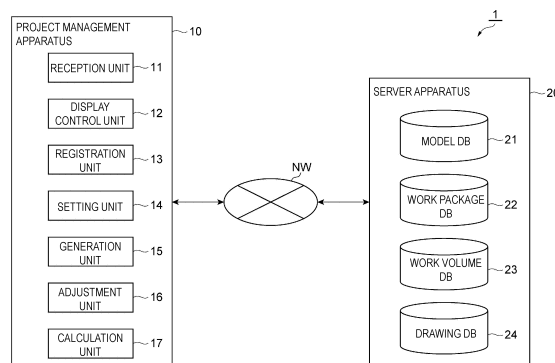 1
PROJECT MANAGEMENT
APPARATUS
10
RECEPTION UNIT
11
DISPLAY
CONTROL UNIT
12
REGISTRATION
UNIT
13
SETTING UNIT
14
GENERATION
UNIT
15
ADJUSTMENT
UNIT
16
CALCULATION
UNIT
17
NW
SERVER APPARATUS
20
MODEL DB
21
WORK PACKAGE
DB
22
WORK VOLUME
DB
23
DRAWING DB
24